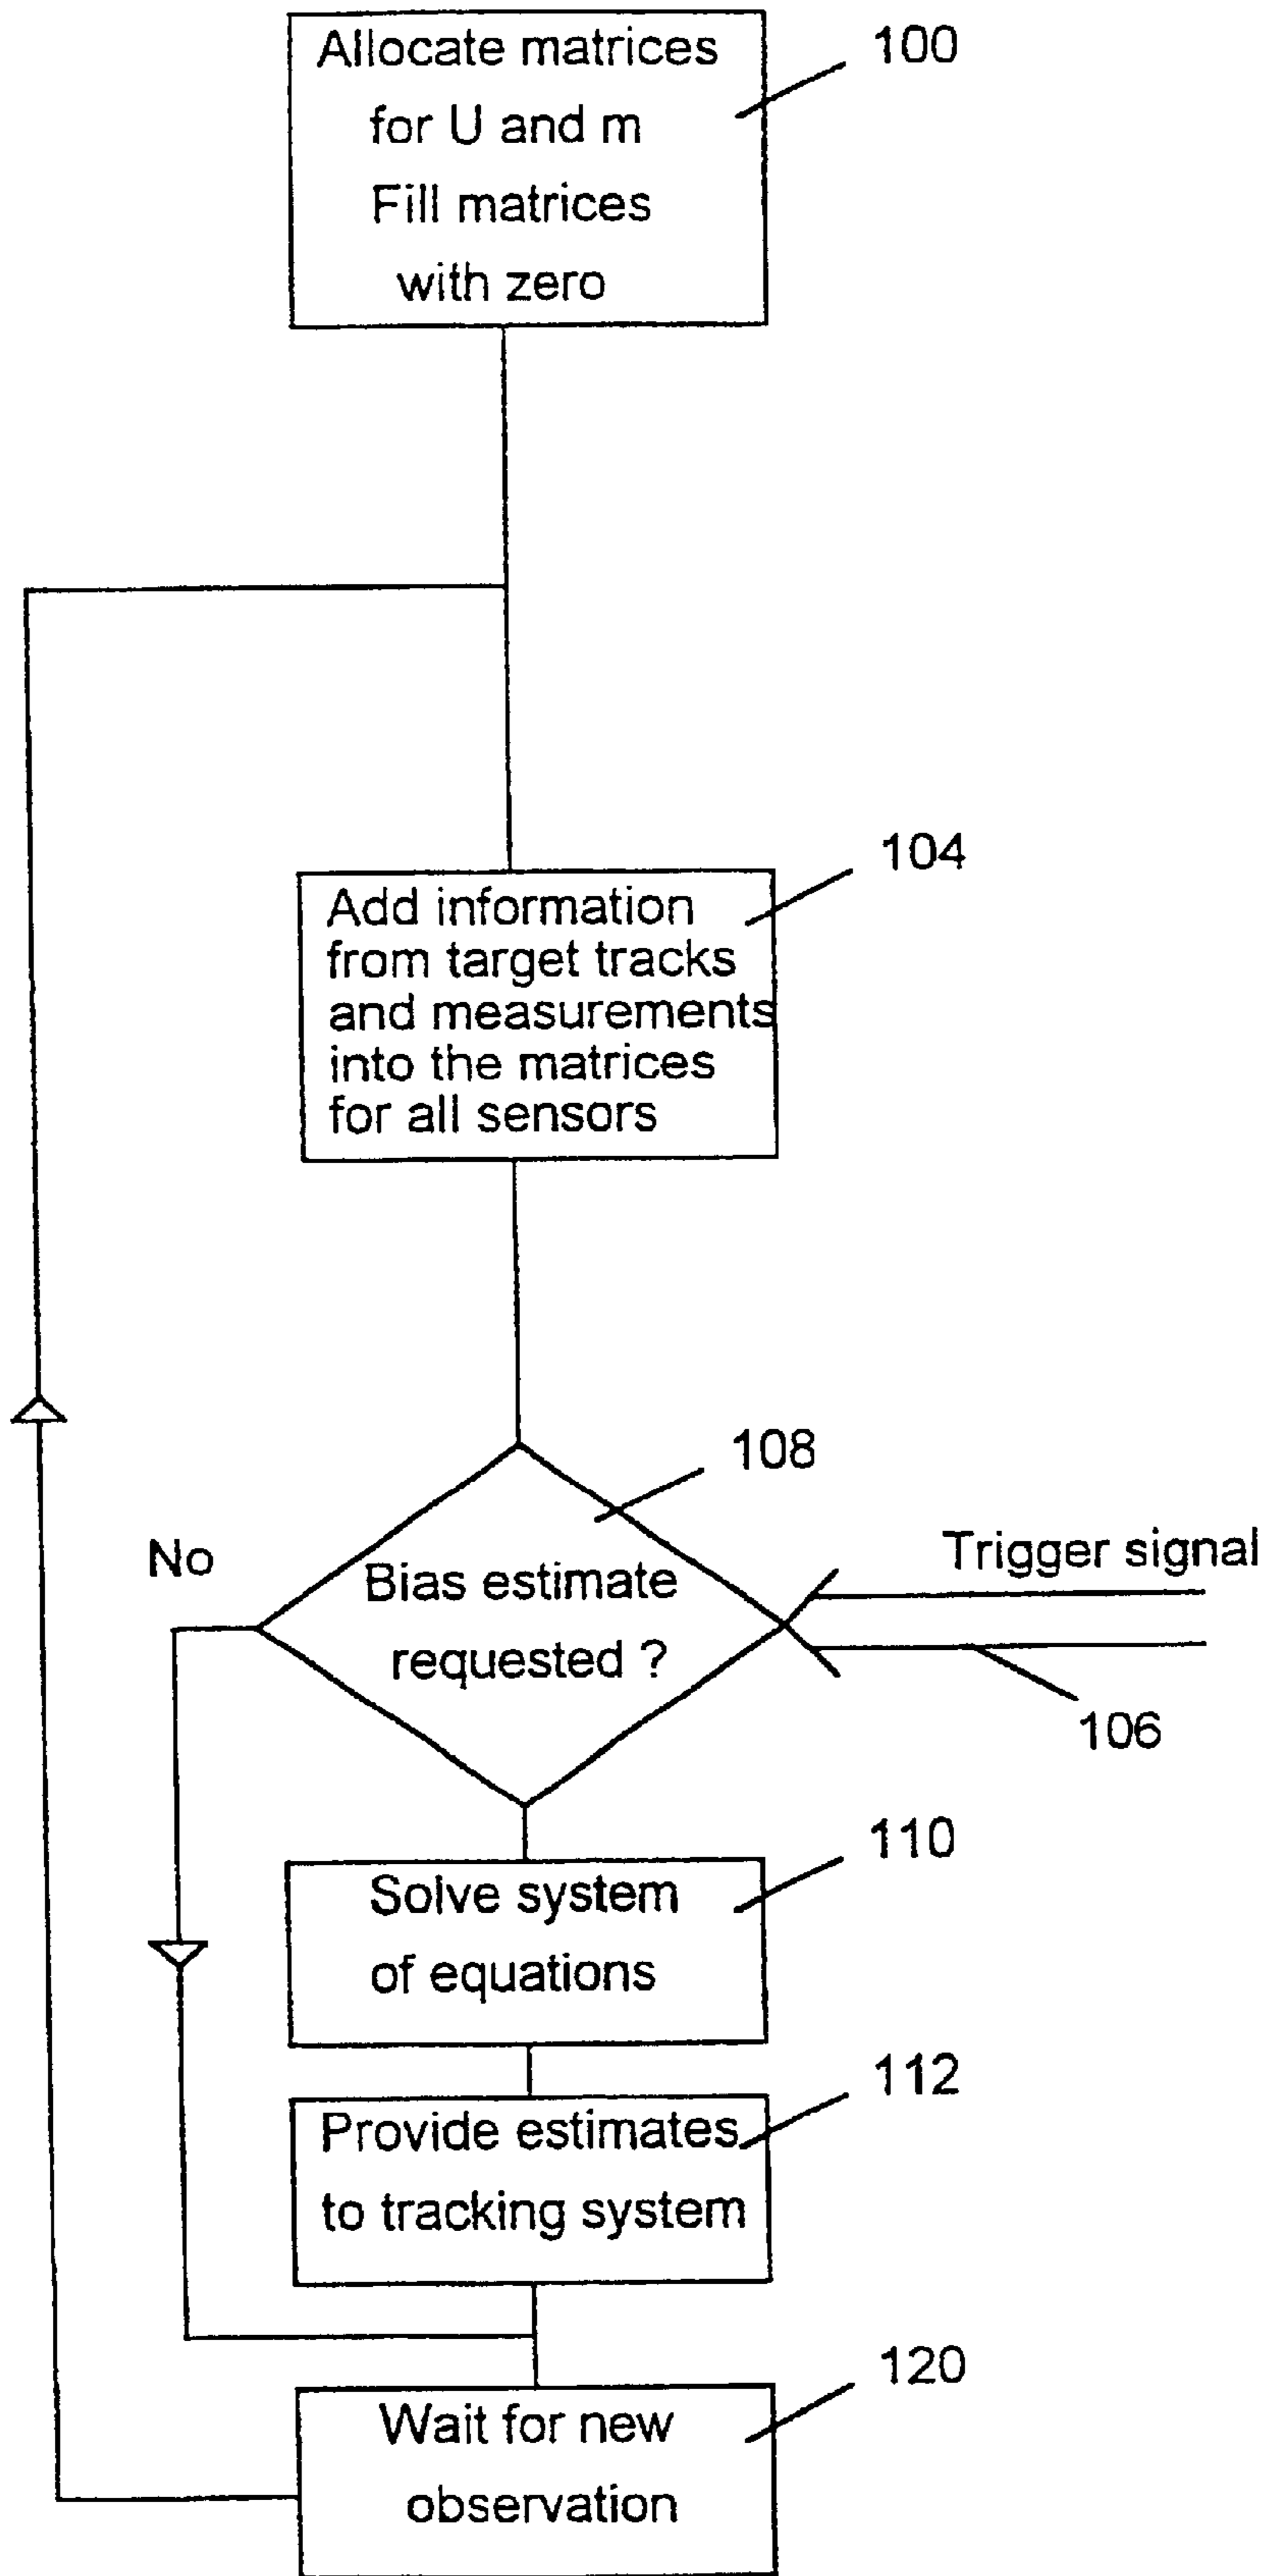 Allocate matrices
for U and m
Fill matrices
with zero
100
Add information
from target tracks
and measurements
into the matrices
for all sensors
104
108
No
Bias estimate
requested ?
Trigger signal
106
Solve system
of equations
110
Provide estimates
to tracking system
112
Wait for new
observation
120